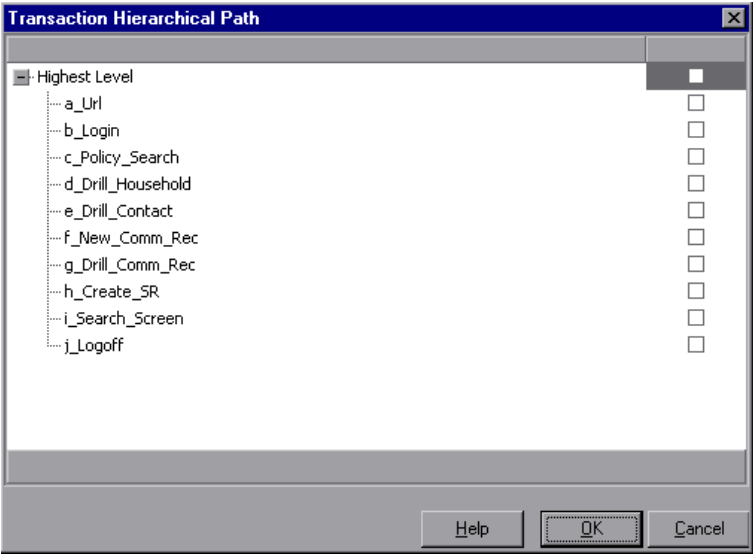 Transaction Hierarchical Path
Highest Level
a_Url
b_Login
c_Policy_Search
d_Drill_Household
e_Drill_Contact
f_New_Comm_Rec
g_Drill_Comm_Rec
h_Create_SR
i_Search_Screen
j_Logoff
Help OK Cancel